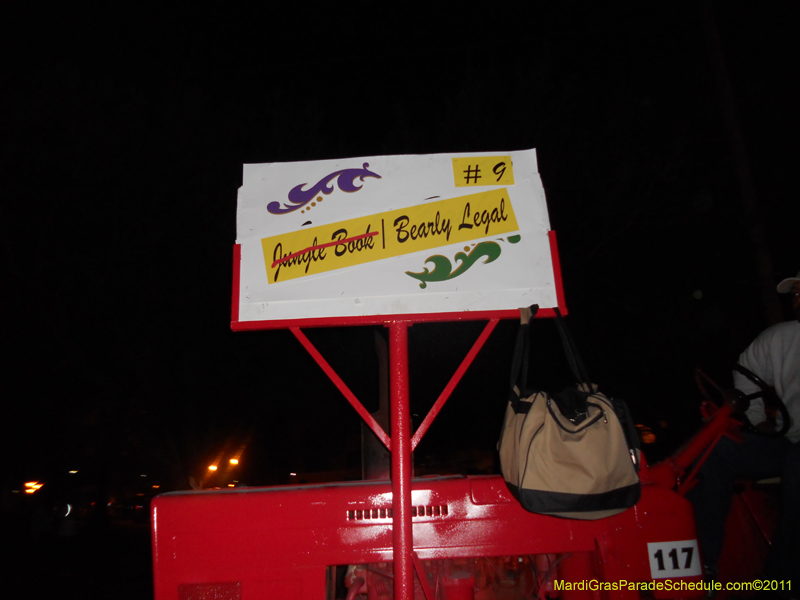 # 9
Jungle Book | Bearly Legal
117
MardiGrasParadeSchedule.com©2011